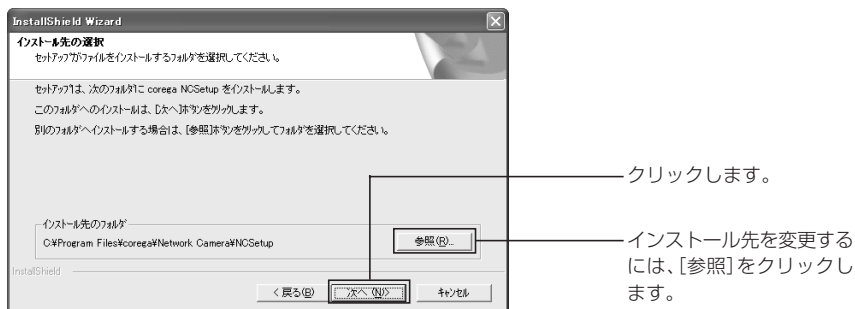 InstallShield Wizard
インストール先の選択
セットアップがファイルをインストールするフォルダを選択してください。
セットアップは、次のフォルダに corega NCSetup をインストールします。
このフォルダへのインストールは、[次へ]ボタンをクリックします。
別のフォルダへインストールする場合は、[参照]ボタンをクリックしてフォルダを選択してください。
クリックします。
インストール先のフォルダ
C:¥Program Files¥corega¥Network Camera¥NCSetup
参照(R)...
インストール先を変更する
には、[参照]をクリックし
ます。
InstallShield
< 戻る(B)
次へ (N)>
キャンセル